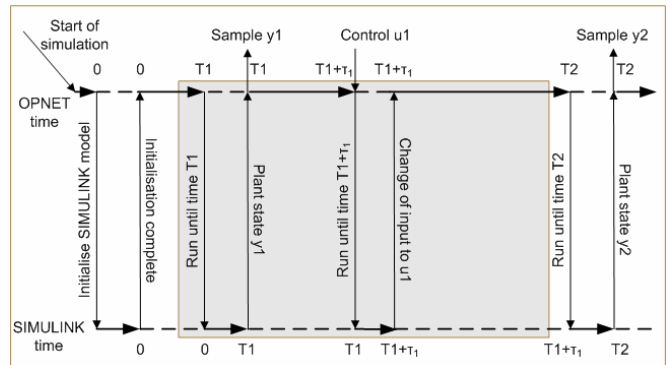 Start of
simulation
Sample y1
Control u1
Sample y2
0
0
T1
T1
T1+τ₁
T1+τ₁
T2
T2
OPNET
time
Initialise SIMULINK model
Initialisation complete
Run until time T1
Plant state y1
Run until time T1+τ₁
Change of input to u1
Run until time T2
Plant state y2
SIMULINK
time
0
0
T1
T1
T1+τ₁
T1+τ₁
T2